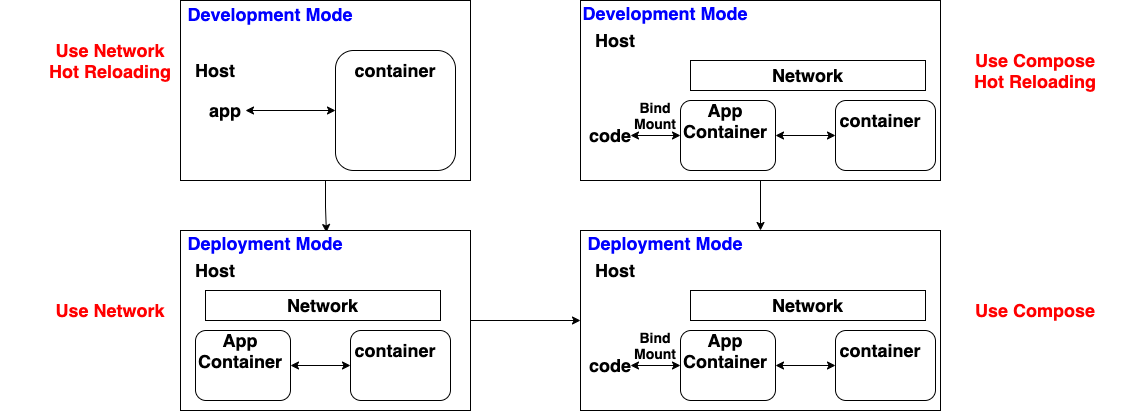 Development Mode
Use Network
Hot Reloading
Host
container
app
Development Mode
Host
Use Compose
Hot Reloading
Network
Bind
Mount
code
App
Container
container
Deployment Mode
Host
Use Network
Network
App
Container
container
Deployment Mode
Host
Network
Use Compose
Bind
Mount
code
App
Container
container